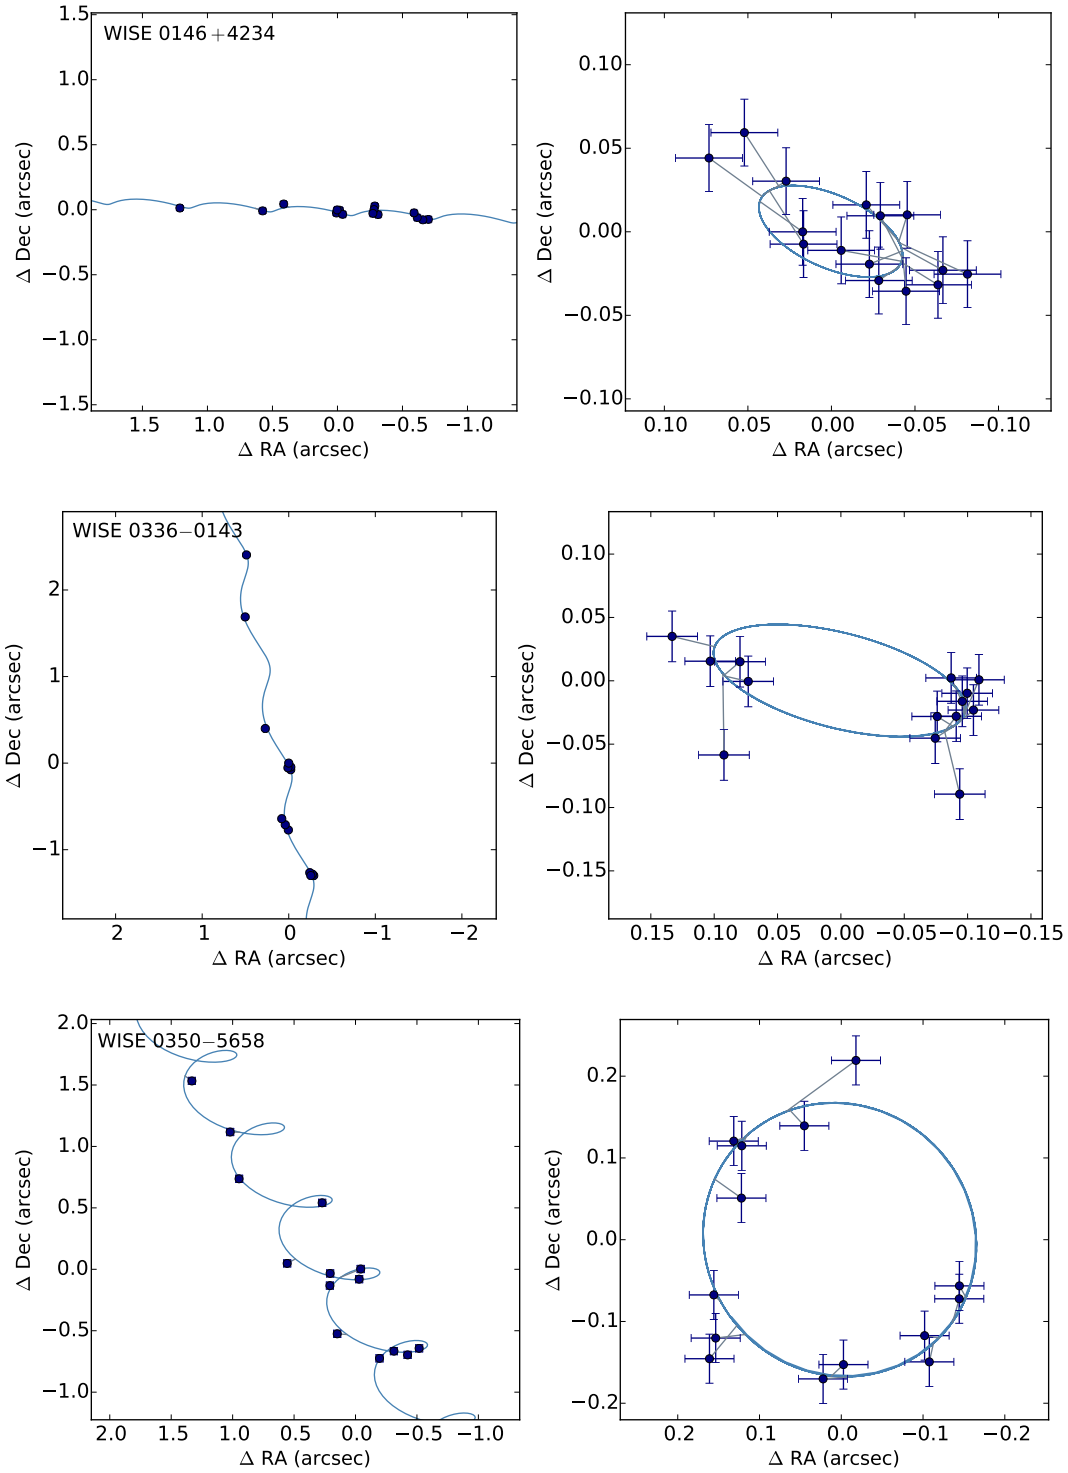 WISE 0146+4234
1.5
1.0
0.5
0.0
−0.5
−1.0
−1.5
Δ Dec (arcsec)
1.5 1.0 0.5 0.0 −0.5 −1.0
Δ RA (arcsec)
0.10
0.05
0.00
−0.05
−0.10
Δ Dec (arcsec)
0.10 0.05 0.00 −0.05 −0.10
Δ RA (arcsec)
WISE 0336−0143
2
1
0
−1
Δ Dec (arcsec)
2 1 0 −1 −2
Δ RA (arcsec)
0.10
0.05
0.00
−0.05
−0.10
−0.15
Δ Dec (arcsec)
0.15 0.10 0.05 0.00 −0.05 −0.10 −0.15
Δ RA (arcsec)
WISE 0350−5658
2.0
1.5
1.0
0.5
0.0
−0.5
−1.0
Δ Dec (arcsec)
2.0 1.5 1.0 0.5 0.0 −0.5 −1.0
Δ RA (arcsec)
0.2
0.1
0.0
−0.1
−0.2
Δ Dec (arcsec)
0.2 0.1 0.0 −0.1 −0.2
Δ RA (arcsec)